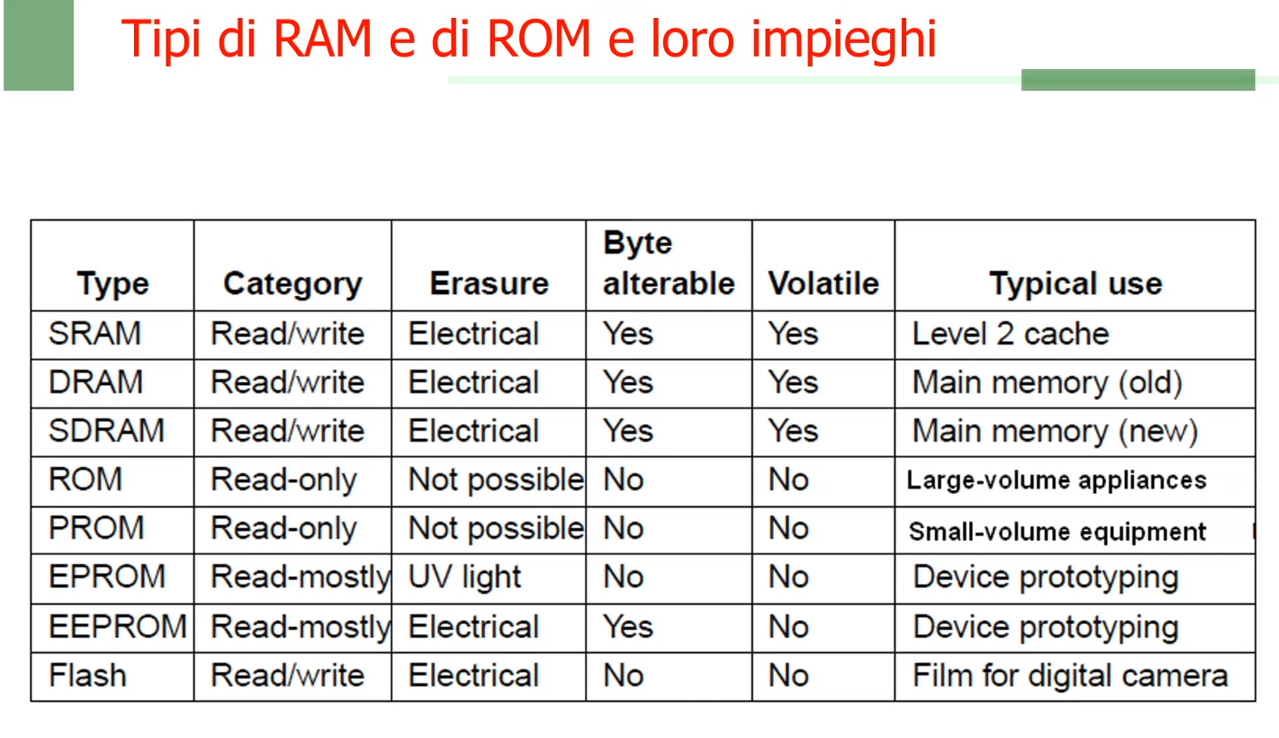 Tipi di RAM e di ROM e loro impieghi
Type Category Erasure Byte alterable Volatile Typical use
SRAM Read/write Electrical Yes Yes Level 2 cache
DRAM Read/write Electrical Yes Yes Main memory (old)
SDRAM Read/write Electrical Yes Yes Main memory (new)
ROM Read-only Not possible No No Large-volume appliances
PROM Read-only Not possible No No Small-volume equipment
EPROM Read-mostly UV light No No Device prototyping
EEPROM Read-mostly Electrical Yes No Device prototyping
Flash Read/write Electrical No No Film for digital camera